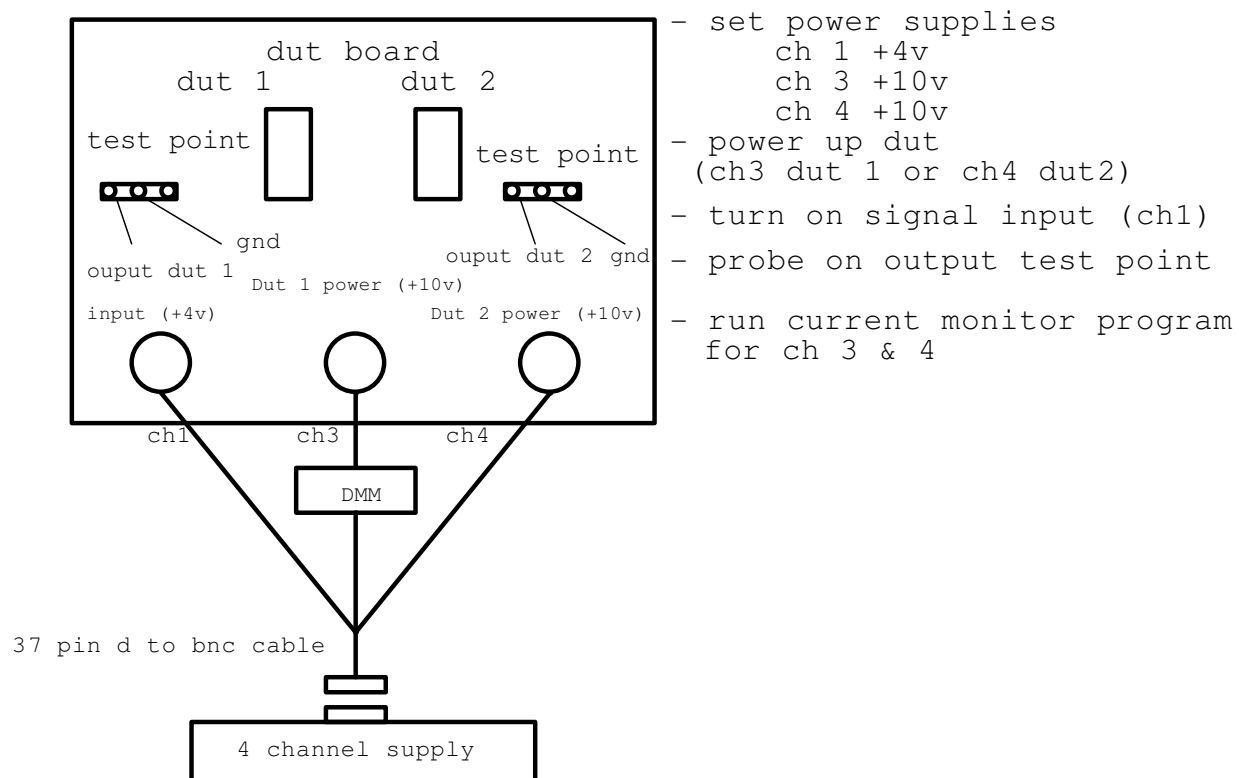 dut board
dut 1
dut 2
test point
test point
gnd
ouput dut 1
ouput dut 2 gnd
Dut 1 power (+10v)
input (+4v)
Dut 2 power (+10v)
ch1
ch3
ch4
DMM
37 pin d to bnc cable
4 channel supply
- set power supplies
ch 1 +4v
ch 3 +10v
ch 4 +10v
- power up dut
(ch3 dut 1 or ch4 dut2)
- turn on signal input (ch1)
- probe on output test point
- run current monitor program
for ch 3 & 4